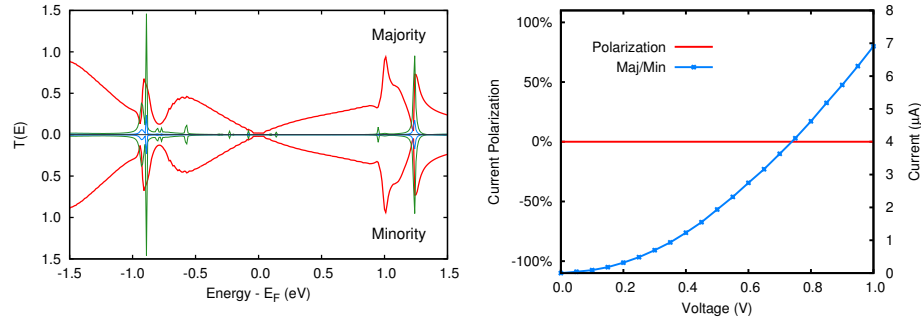 1.5
1.0
0.5
0.0
0.5
1.0
1.5
T(E)
Majority
Minority
-1.5 -1.0 -0.5 0.0 0.5 1.0 1.5
Energy - E_F (eV)
100%
50%
0%
-50%
-100%
Current Polarization
Polarization
Maj/Min
8
7
6
5
4
3
2
1
0
Current (μA)
0.0 0.2 0.4 0.6 0.8 1.0
Voltage (V)